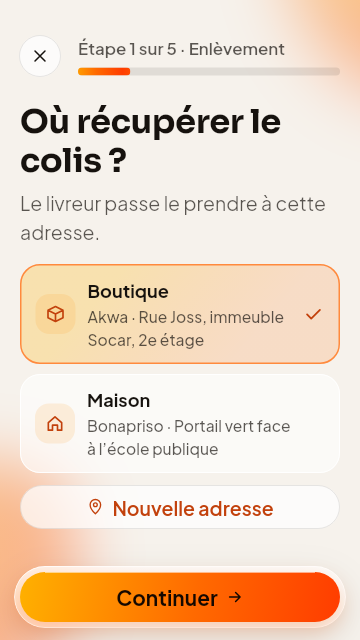 Étape 1 sur 5 · Enlèvement
Où récupérer le
colis ?
Le livreur passe le prendre à cette
adresse.
Boutique
Akwa · Rue Joss, immeuble
Socar, 2e étage
Maison
Bonapriso · Portail vert face
à l'école publique
Nouvelle adresse
Continuer →